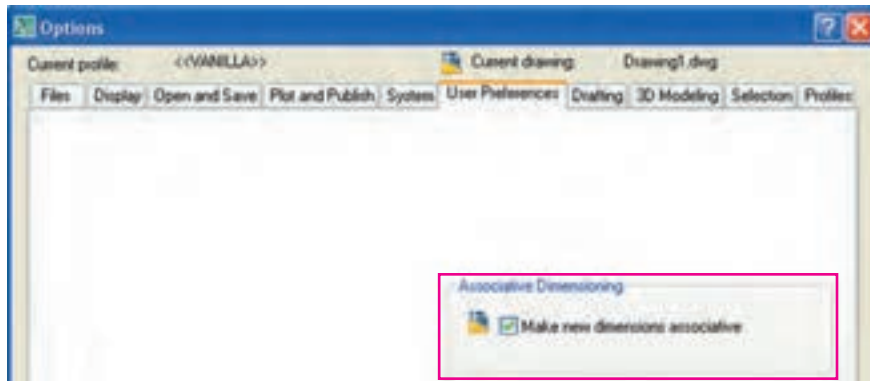 Options
Current profile: <<VANILLA>> Current drawing: Drawing1.dwg
Files Display Open and Save Plot and Publish System User Preferences Drafting 3D Modeling Selection Profiles
Associative Dimensioning
Make new dimensions associative